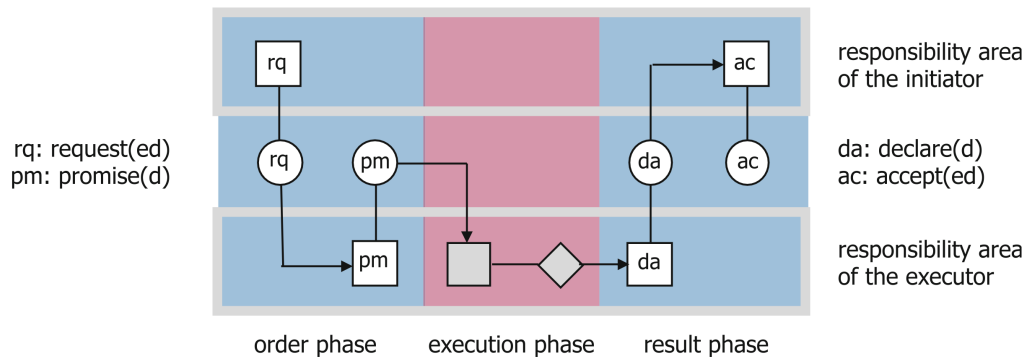 rq
ac
responsibility area
of the initiator
rq: request(ed)
pm: promise(d)
rq
pm
da
ac
da: declare(d)
ac: accept(ed)
pm
da
responsibility area
of the executor
order phase
execution phase
result phase